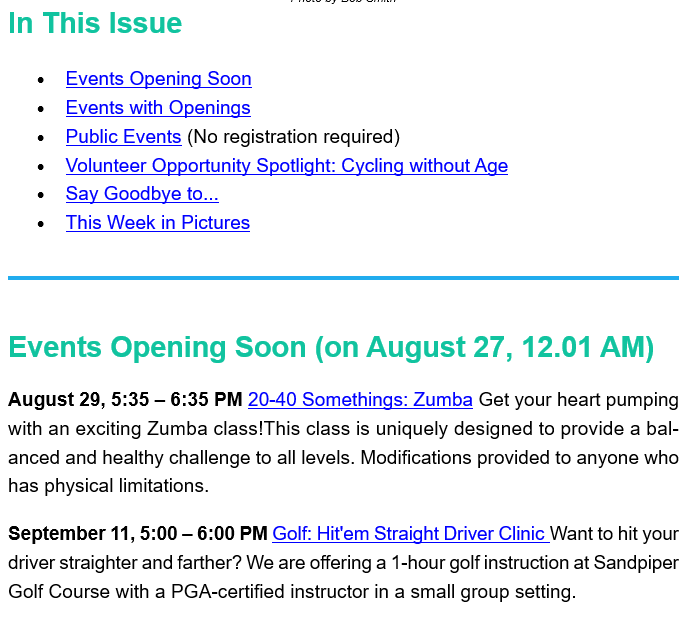 Photo by Bob Smith
In This Issue
• Events Opening Soon
• Events with Openings
• Public Events (No registration required)
• Volunteer Opportunity Spotlight: Cycling without Age
• Say Goodbye to...
• This Week in Pictures
Events Opening Soon (on August 27, 12.01 AM)
August 29, 5:35 – 6:35 PM 20-40 Somethings: Zumba Get your heart pumping
with an exciting Zumba class!This class is uniquely designed to provide a bal-
anced and healthy challenge to all levels. Modifications provided to anyone who
has physical limitations.
September 11, 5:00 – 6:00 PM Golf: Hit'em Straight Driver Clinic Want to hit your
driver straighter and farther? We are offering a 1-hour golf instruction at Sandpiper
Golf Course with a PGA-certified instructor in a small group setting.